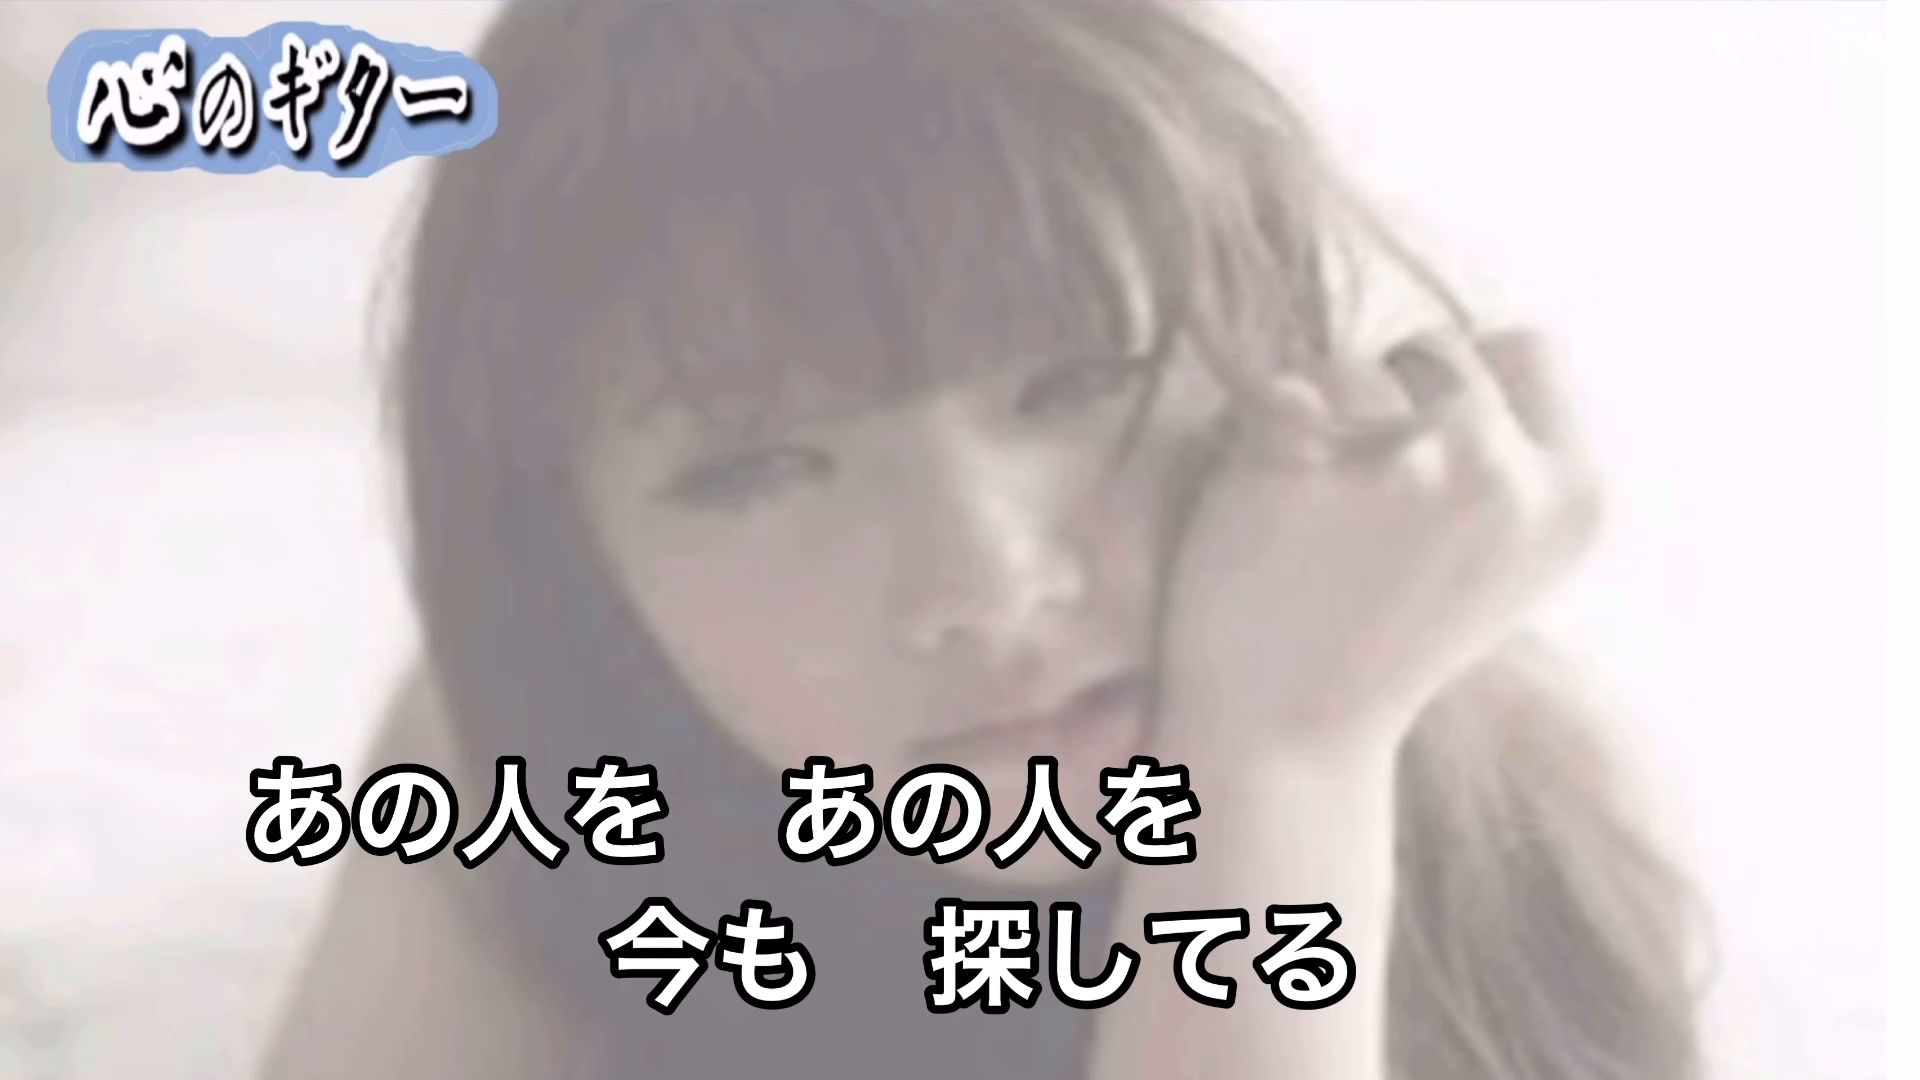 心のギター
あの人を　あの人を
今も　探してる